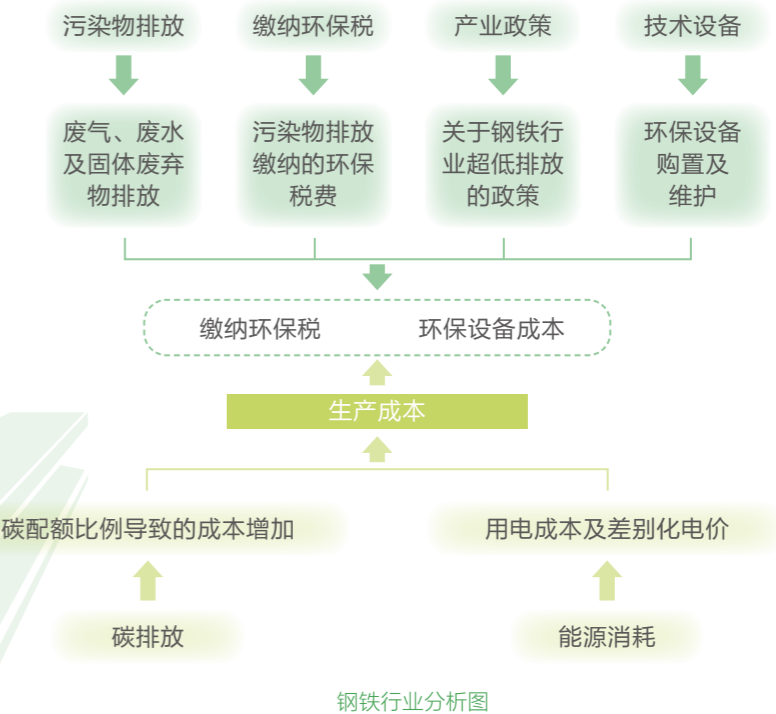 污染物排放
缴纳环保税
产业政策
技术设备
废气、废水
及固体废弃
物排放
污染物排放
缴纳的环保
税费
关于钢铁行
业超低排放
的政策
环保设备
购置及
维护
缴纳环保税
环保设备成本
生产成本
碳配额比例导致的成本增加
用电成本及差别化电价
碳排放
能源消耗
钢铁行业分析图